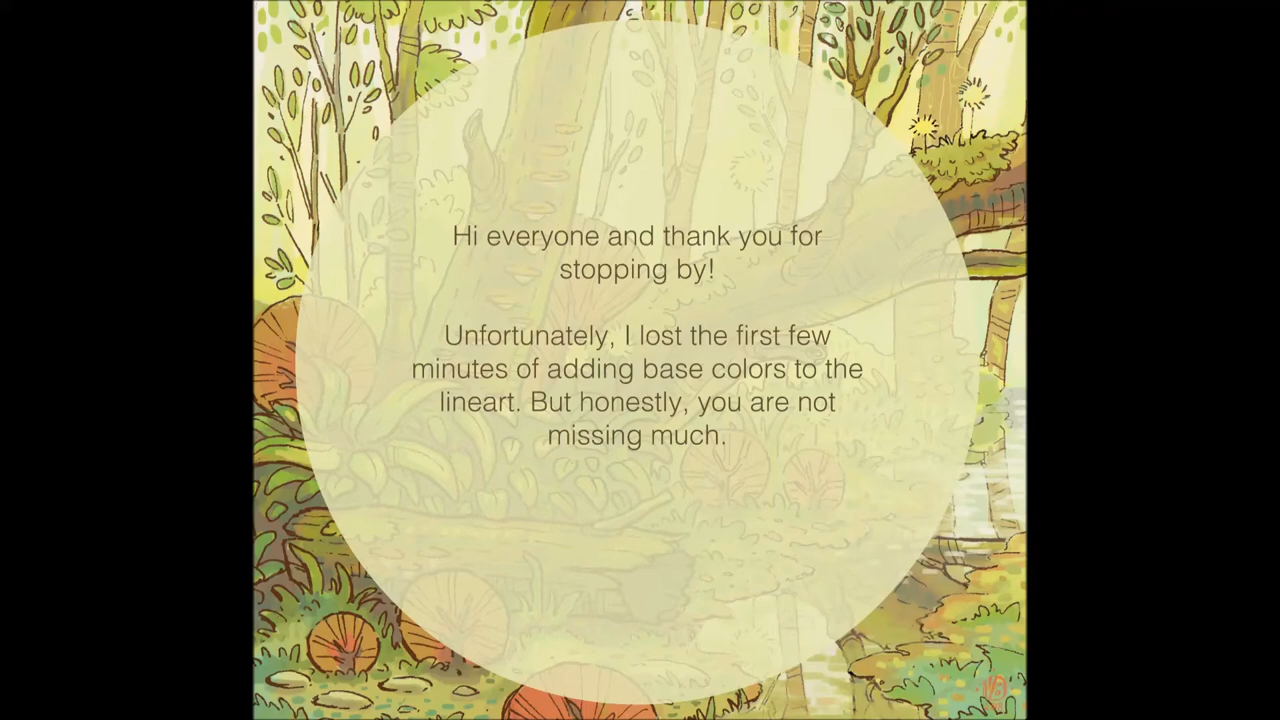 Hi everyone and thank you for
stopping by!
Unfortunately, I lost the first few
minutes of adding base colors to the
lineart. But honestly, you are not
missing much.